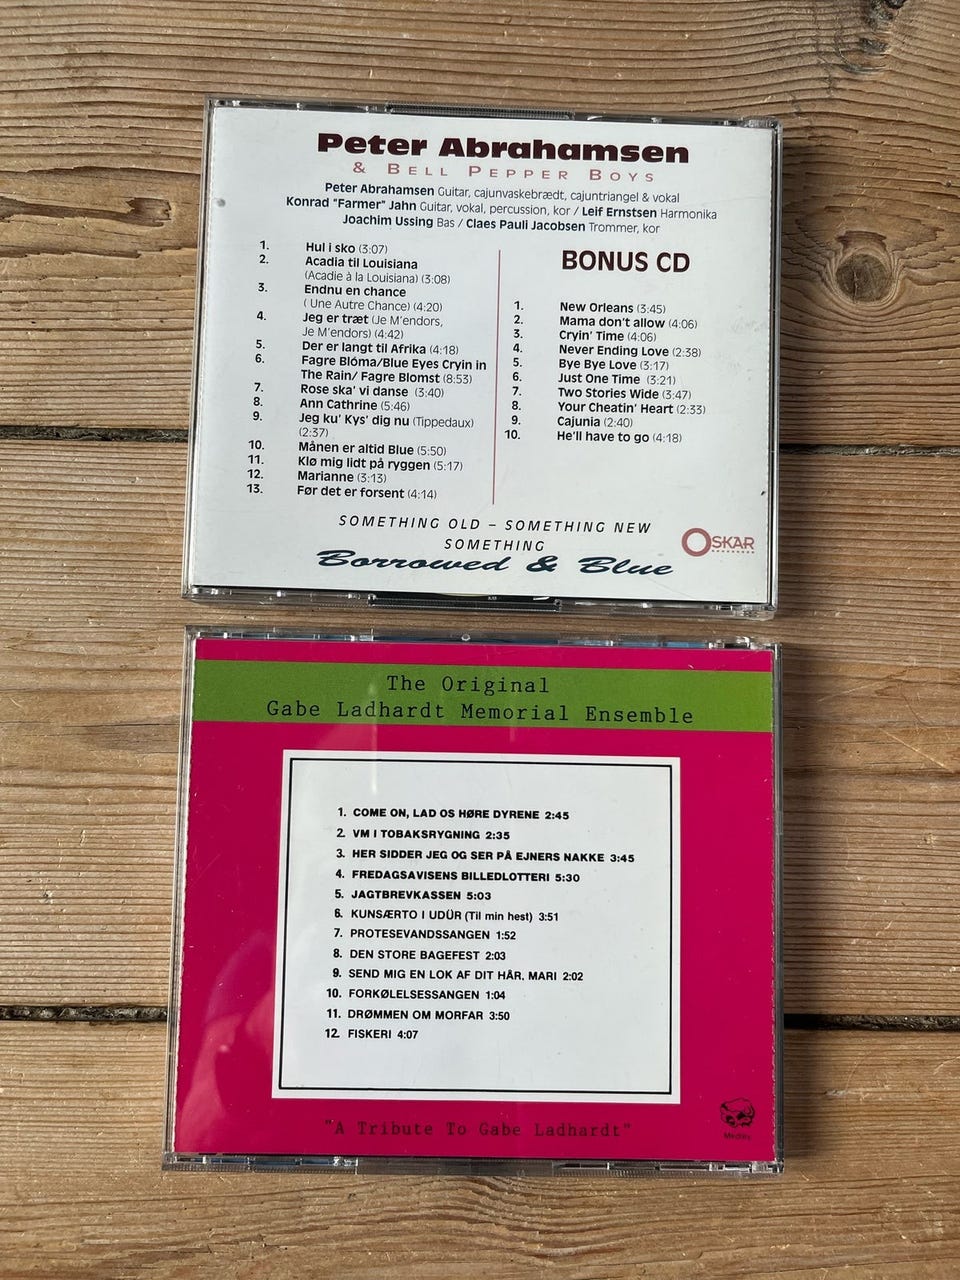 Peter Abrahamsen
& BELL PEPPER BOYS
Peter Abrahamsen Guitar, cajunvaskebrædt, cajuntriangel & vokal
Konrad "Farmer" Jahn Guitar, vokal, percussion, kor / Leif Ernstsen Harmonika
Joachim Ussing Bas / Claes Pauli Jacobsen Trommer, kor
1. Hul i sko (3:07)
2. Acadia til Louisiana
(Acadie à la Louisiana) (3:08)
3. Endnu en chance
( Une Autre Chance) (4:20)
4. Jeg er træt (Je M'endors,
Je M'endors) (4:42)
5. Der er langt til Afrika (4:18)
6. Fagre Blóma/Blue Eyes Cryin in
The Rain/ Fagre Blomst (8:53)
7. Rose ska' vi danse (3:40)
8. Ann Cathrine (5:46)
9. Jeg ku' Kys' dig nu (Tippedaux)
(2:37)
10. Månen er altid Blue (5:50)
11. Klø mig lidt på ryggen (5:17)
12. Marianne (3:13)
13. Før det er forsent (4:14)
BONUS CD
1. New Orleans (3:45)
2. Mama don't allow (4:06)
3. Cryin' Time (4:06)
4. Never Ending Love (2:38)
5. Bye Bye Love (3:17)
6. Just One Time (3:21)
7. Two Stories Wide (3:47)
8. Your Cheatin' Heart (2:33)
9. Cajunia (2:40)
10. He'll have to go (4:18)
SOMETHING OLD – SOMETHING NEW
SOMETHING
Borrowed & Blue
OSKAR
The Original
Gabe Ladhardt Memorial Ensemble
1. COME ON, LAD OS HØRE DYRENE 2:45
2. VM I TOBAKSRYGNING 2:35
3. HER SIDDER JEG OG SER PÅ EJNERS NAKKE 3:45
4. FREDAGSAVISENS BILLEDLOTTERI 5:30
5. JAGTBREVKASSEN 5:03
6. KUNSÆRTO I UDÜR (Til min hest) 3:51
7. PROTESEVANDSSANGEN 1:52
8. DEN STORE BAGEFEST 2:03
9. SEND MIG EN LOK AF DIT HÅR, MARI 2:02
10. FORKØLELSESSANGEN 1:04
11. DRØMMEN OM MORFAR 3:50
12. FISKERI 4:07
"A Tribute To Gabe Ladhardt"
Medley